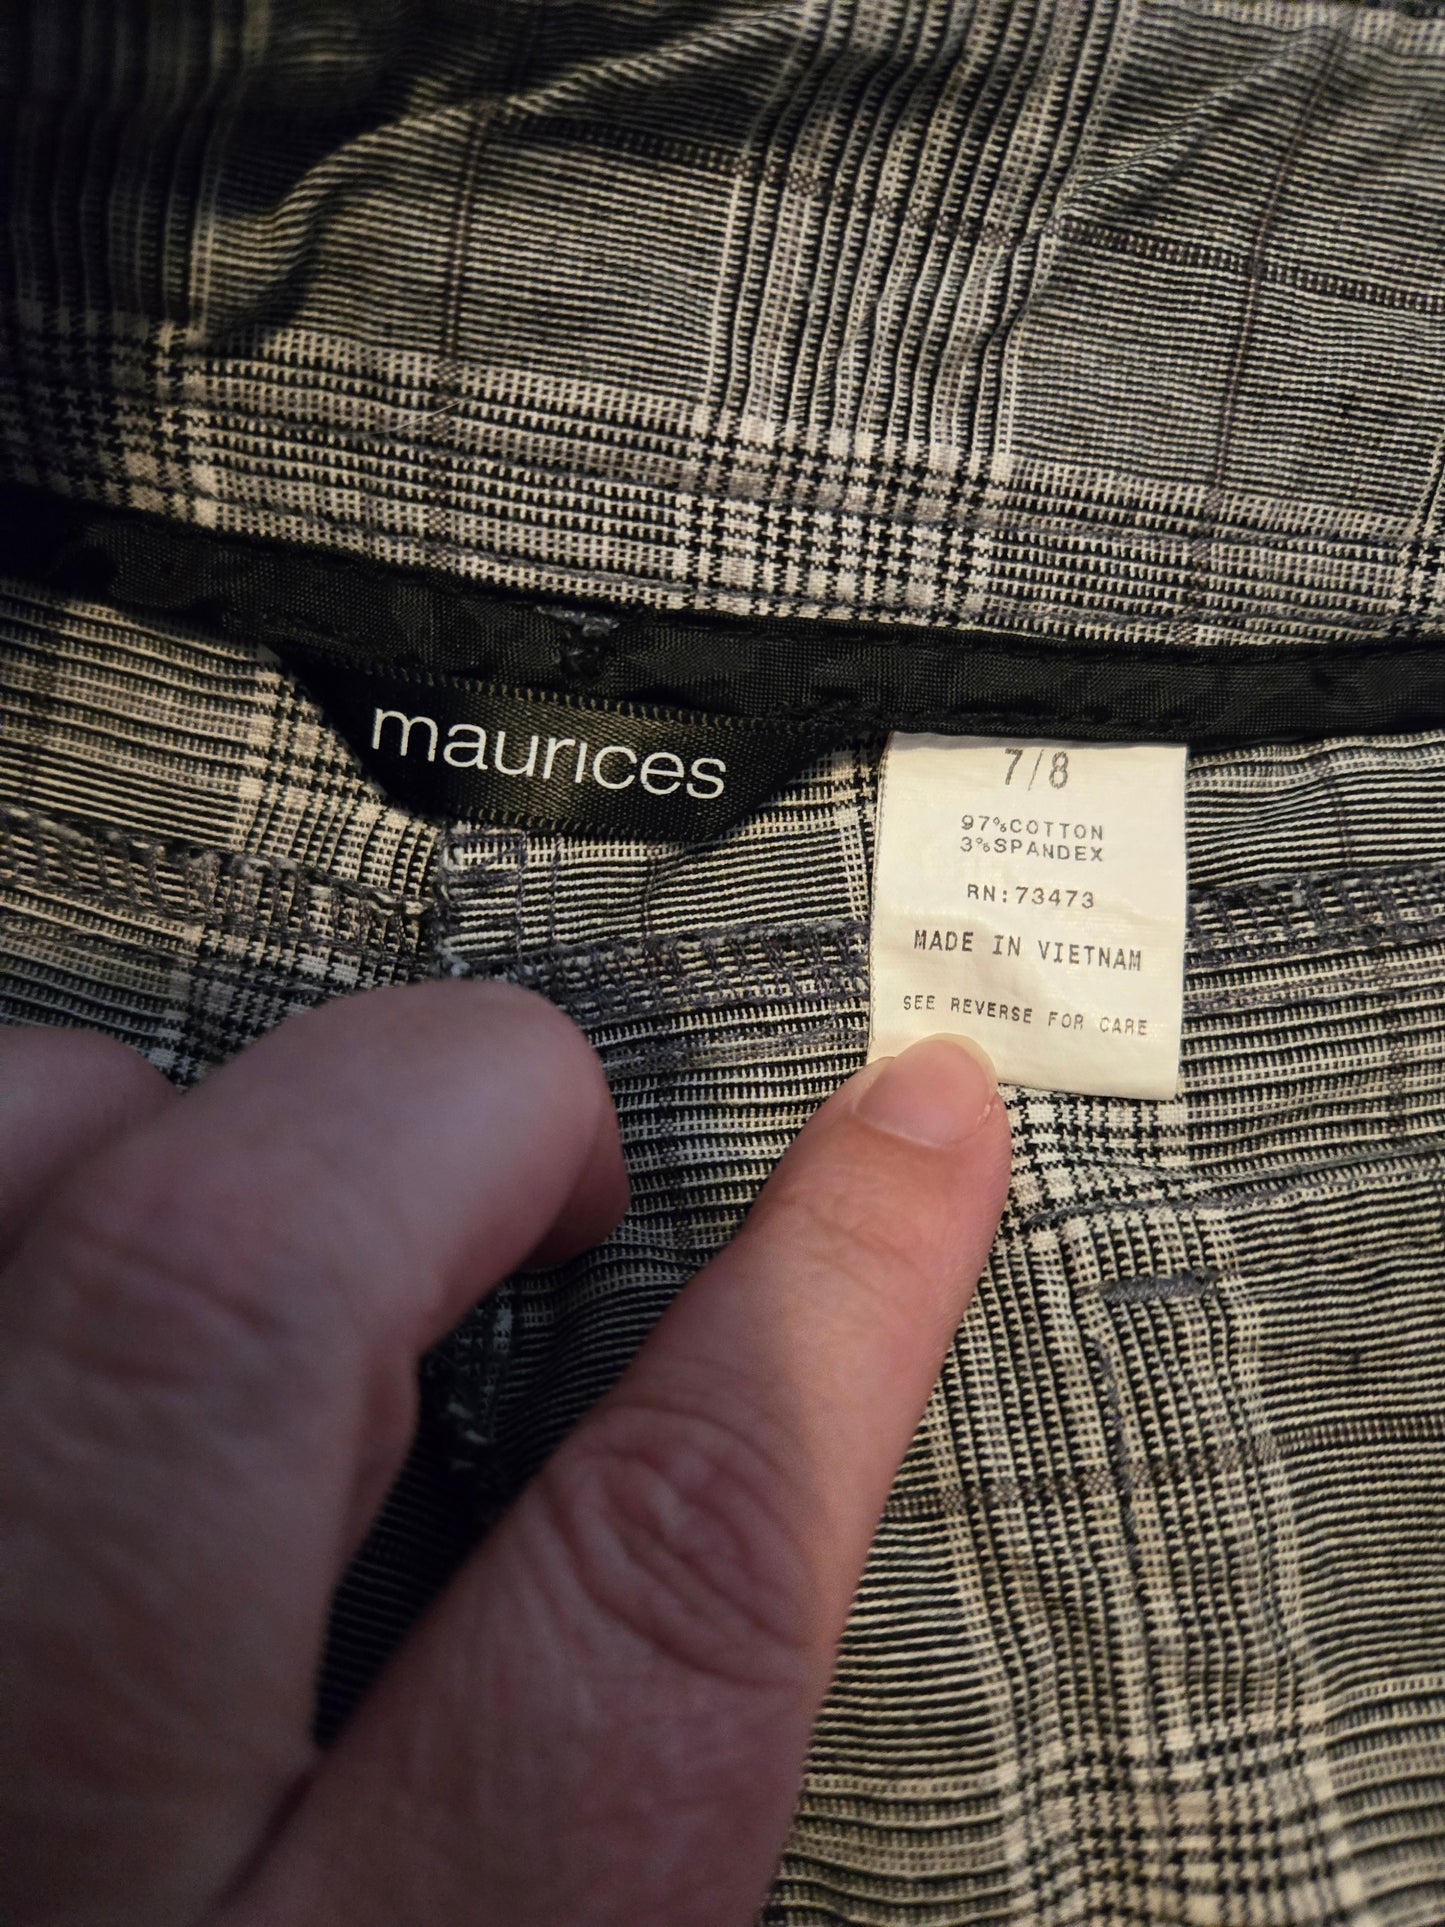 maurices
7/8
97%COTTON
3%SPANDEX
RN:73473
MADE IN VIETNAM
SEE REVERSE FOR CARE